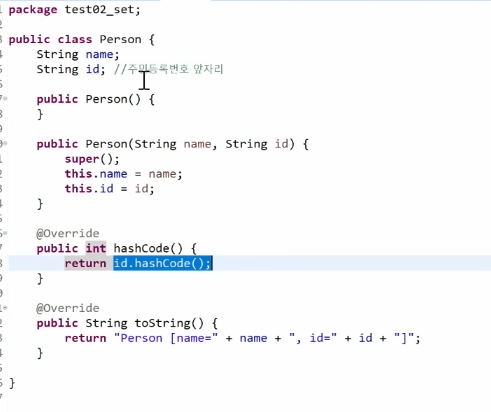 package test02_set;
public class Person {
String name;
String id; //주민등록번호 앞자리
public Person() {
}
public Person(String name, String id) {
super();
this.name = name;
this.id = id;
}
@Override
public int hashCode() {
return id.hashCode();
}
@Override
public String toString() {
return "Person [name=" + name + ", id=" + id + "]";
}
}